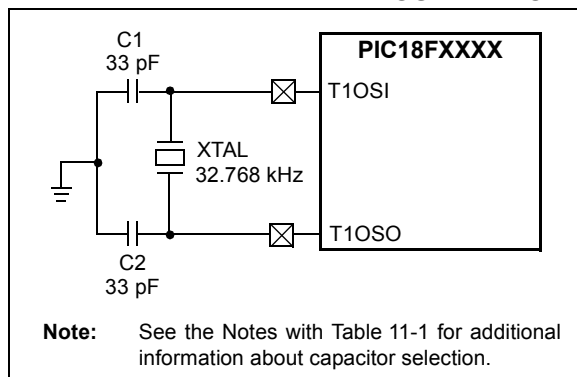 C1
33 pF
PIC18FXXXX
T1OSI
XTAL
32.768 kHz
T1OSO
C2
33 pF
Note: See the Notes with Table 11-1 for additional
information about capacitor selection.